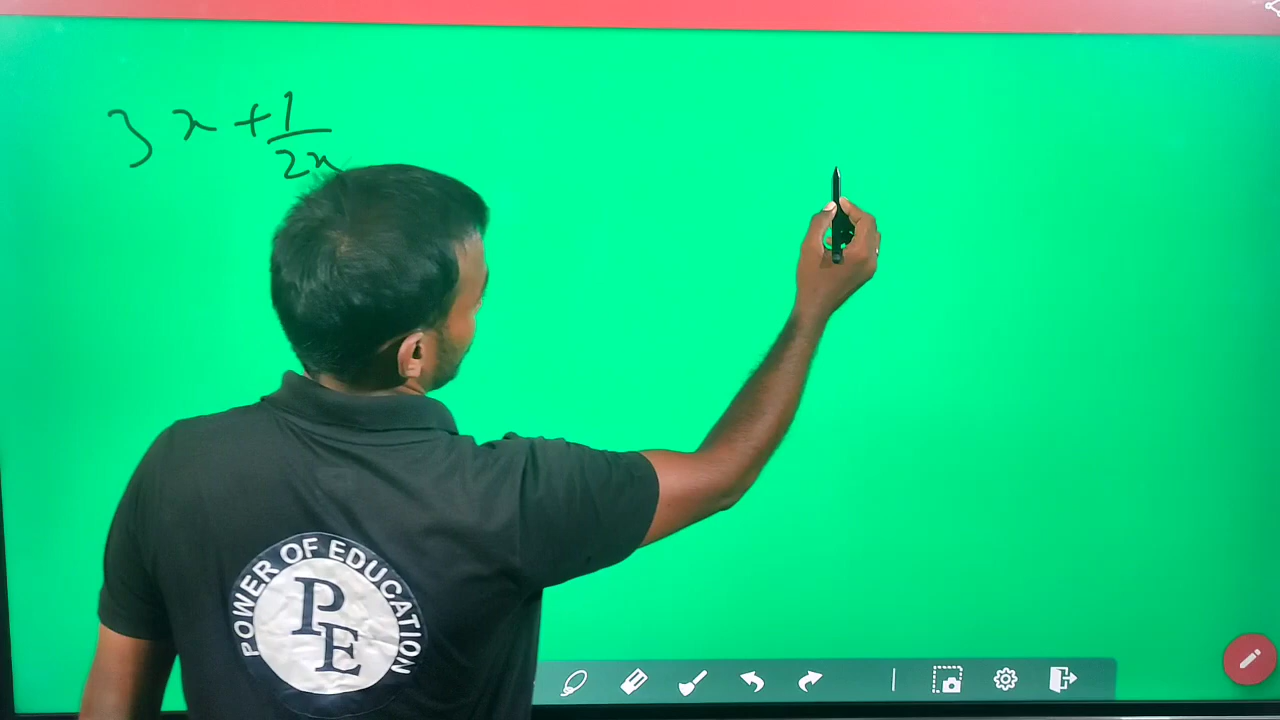 3x + 1/2x
POWER OF EDUCATION
PE